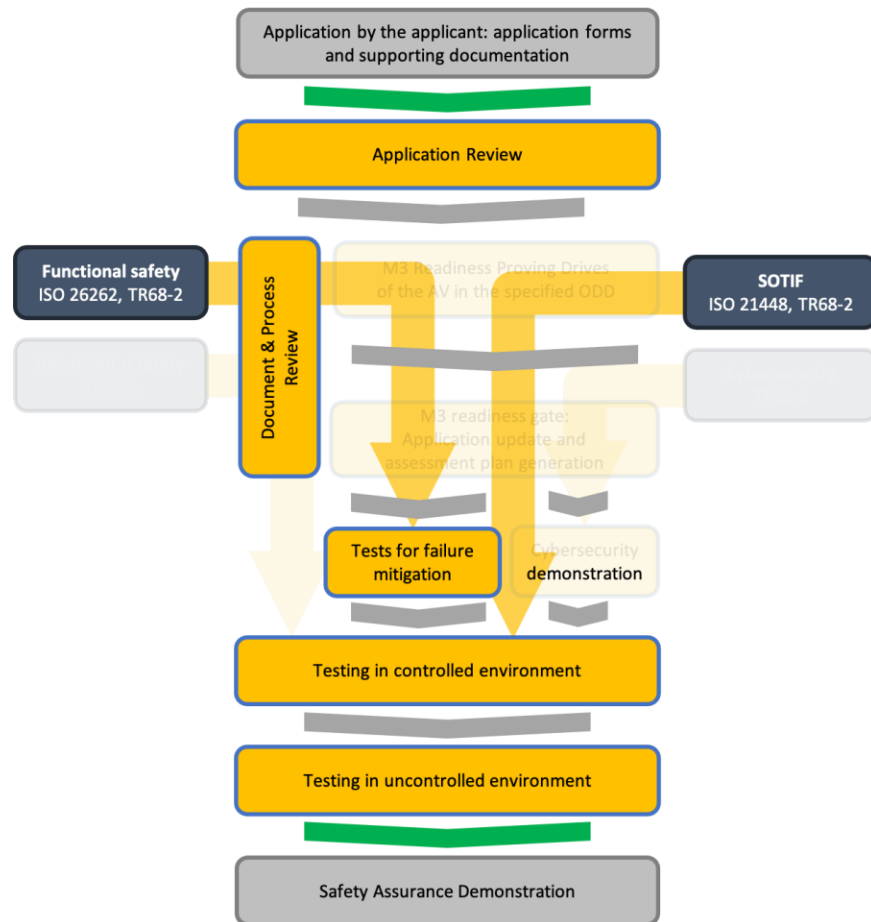 Application by the applicant: application forms
and supporting documentation
Application Review
Functional safety
ISO 26262, TR68-2
Document & Process
Review
M3 Readiness Proving Drives
of the AV in the specified ODD
SOTIF
ISO 21448, TR68-2
M3 readiness gate:
Application update and
assessment plan generation
Tests for failure
mitigation
Cybersecurity
demonstration
Testing in controlled environment
Testing in uncontrolled environment
Safety Assurance Demonstration